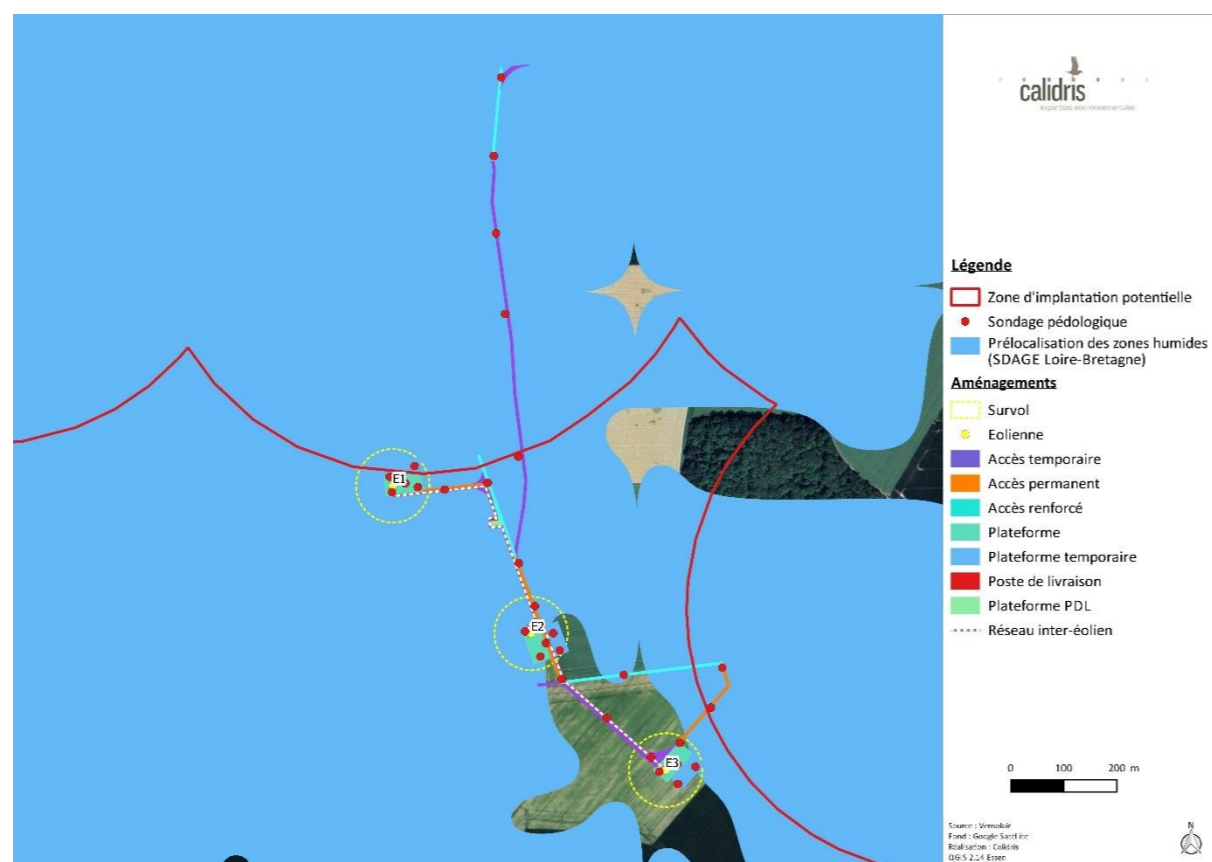 calidris
expertises environnementales
E1
E2
E3
Légende
Zone d'implantation potentielle
Sondage pédologique
Prélocalisation des zones humides
(SDAGE Loire-Bretagne)
Aménagements
Survol
Eolienne
Accès temporaire
Accès permanent
Accès renforcé
Plateforme
Plateforme temporaire
Poste de livraison
Plateforme PDL
Réseau inter-éolien
0 100 200 m
Source : Versolair
Fond : Google Satellite
Réalisation : Calidris
QGIS 2.14 Essen
N